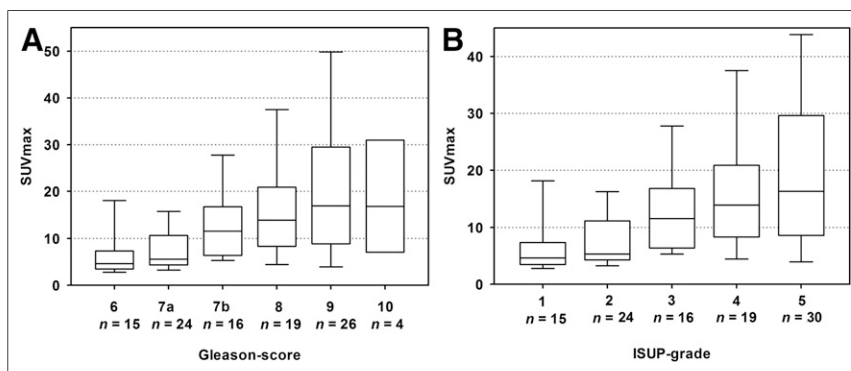 A
SUVmax
50
40
30
20
10
0
6 7a 7b 8 9 10
n = 15 n = 24 n = 16 n = 19 n = 26 n = 4
Gleason-score
B
SUVmax
40
30
20
10
0
1 2 3 4 5
n = 15 n = 24 n = 16 n = 19 n = 30
ISUP-grade